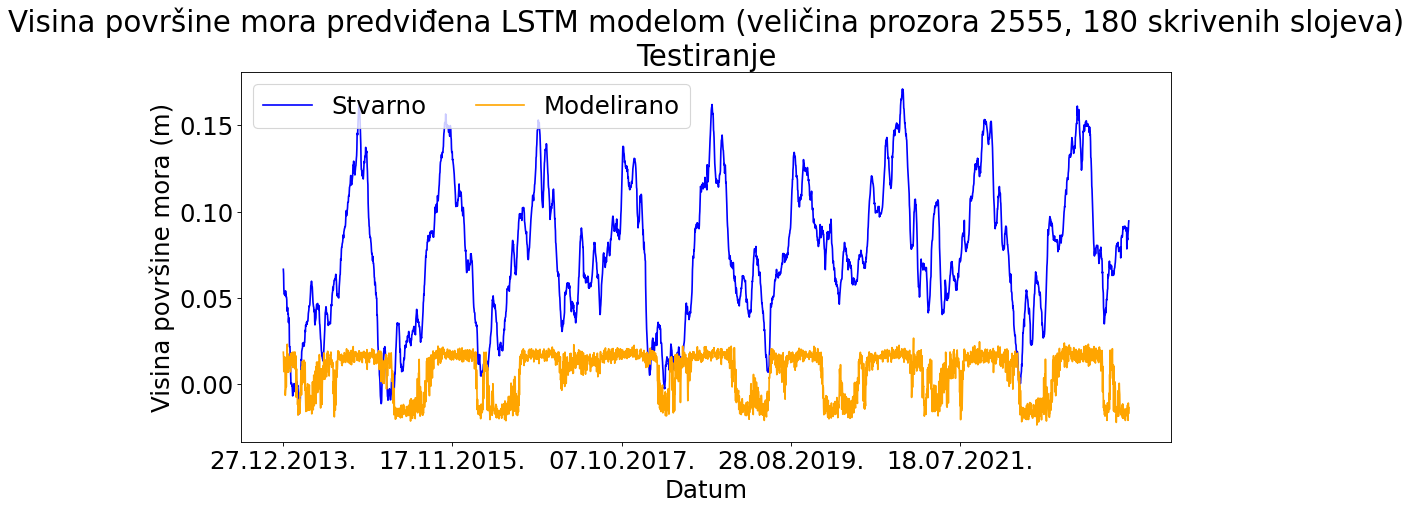 Visina površine mora predviđena LSTM modelom (veličina prozora 2555, 180 skrivenih slojeva)
Testiranje
Stvarno
Modelirano
Visina površine mora (m)
0.15
0.10
0.05
0.00
27.12.2013.
17.11.2015.
07.10.2017.
28.08.2019.
18.07.2021.
Datum